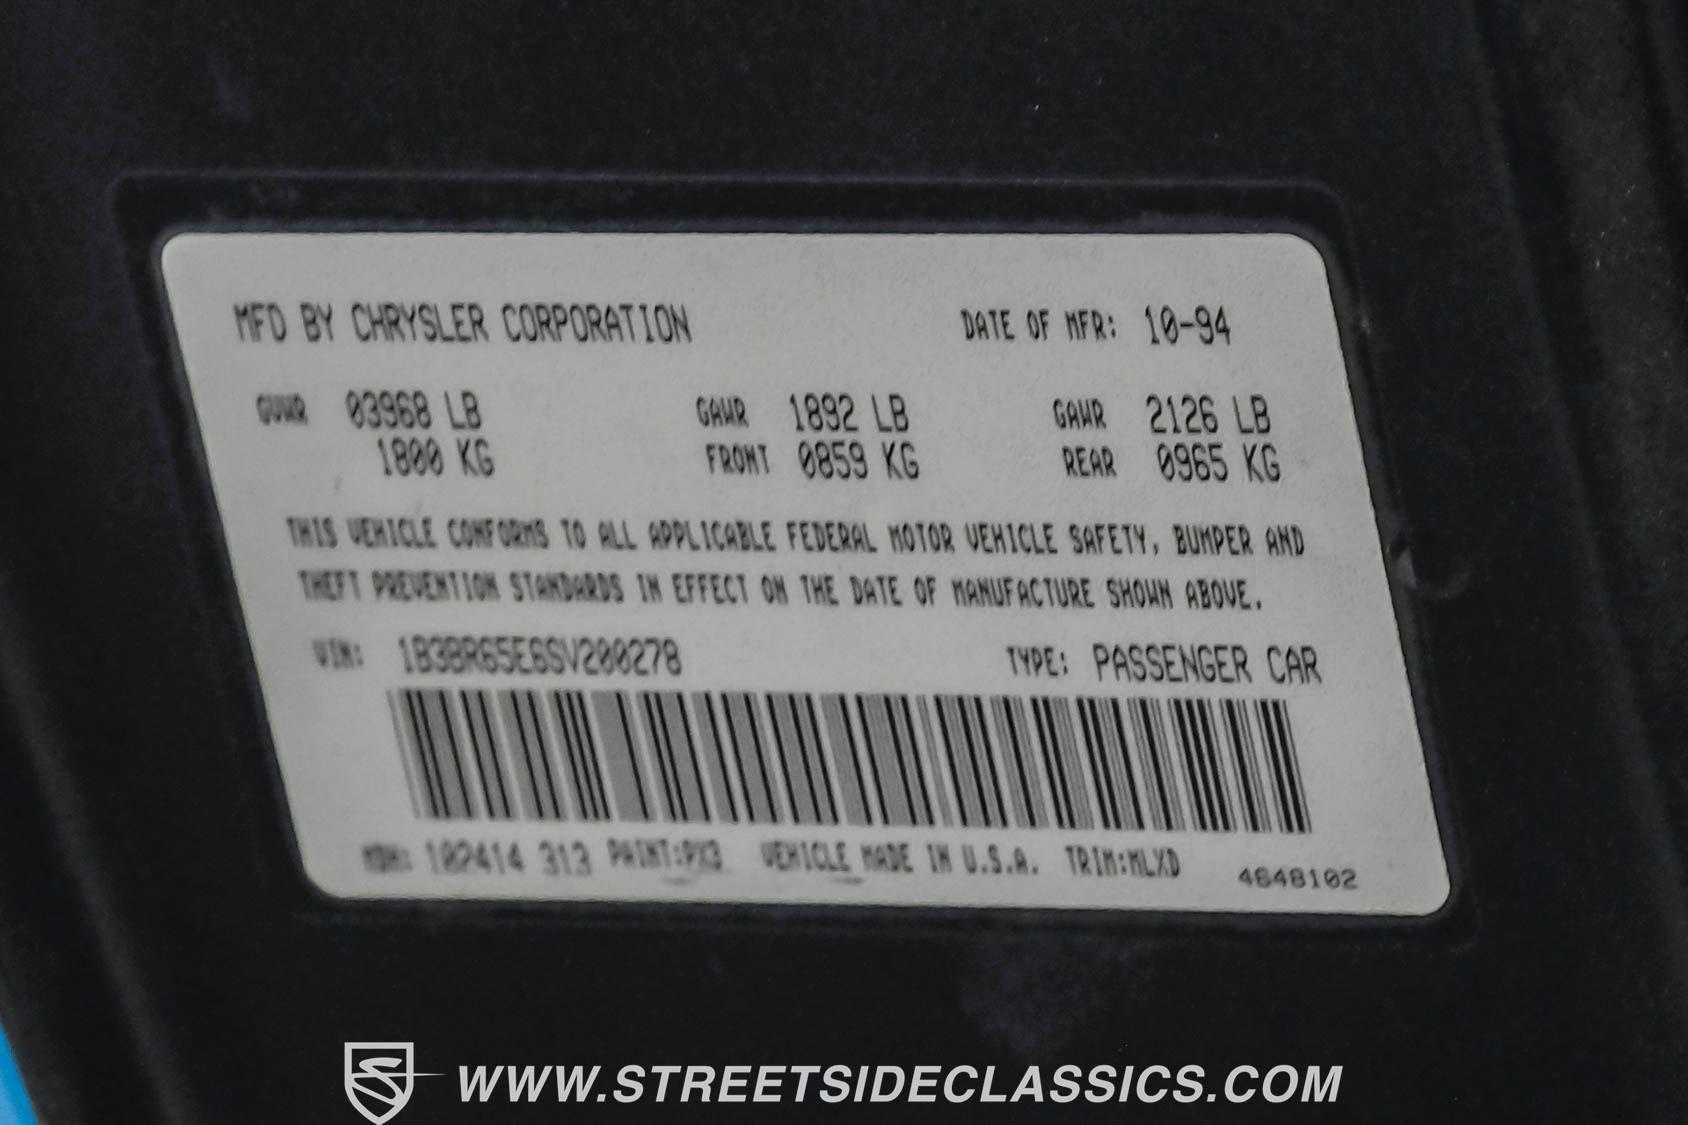 MFD BY CHRYSLER CORPORATION DATE OF MFR: 10-94
GVWR 03968 LB GAWR 1892 LB GAWR 2126 LB
1800 KG FRONT 0859 KG REAR 0965 KG
THIS VEHICLE CONFORMS TO ALL APPLICABLE FEDERAL MOTOR VEHICLE SAFETY, BUMPER AND
THEFT PREVENTION STANDARDS IN EFFECT ON THE DATE OF MANUFACTURE SHOWN ABOVE.
VIN: 1B3BR65E6SV200278 TYPE: PASSENGER CAR
MDH: 102414 313 PAINT:PX3 VEHICLE MADE IN U.S.A. TRIM:MLXD 4648102
WWW.STREETSIDECLASSICS.COM